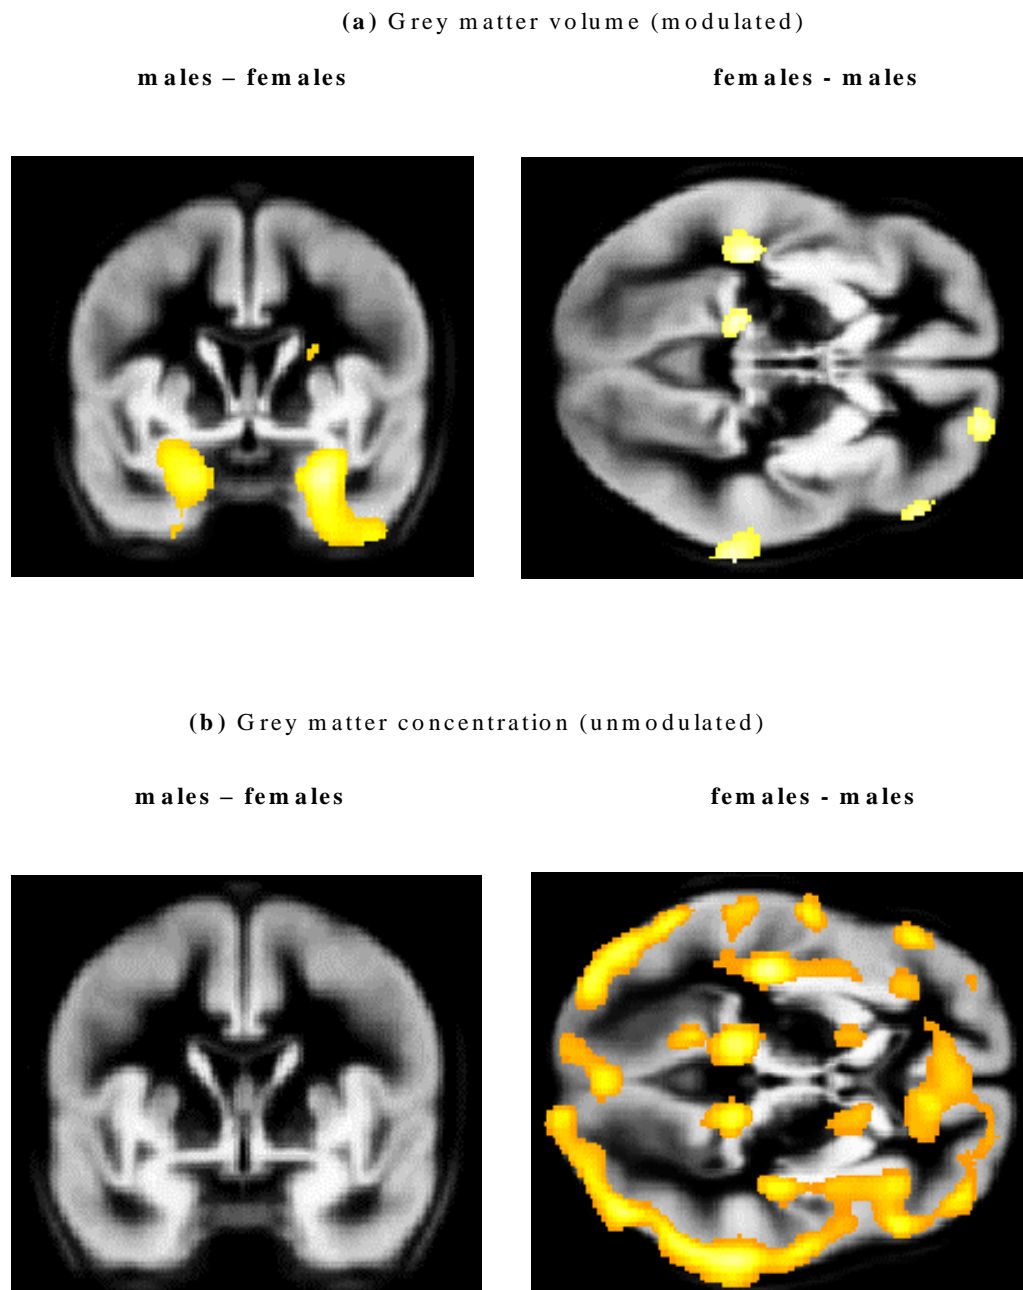 (a) Grey matter volume (modulated)
males – females
females - males
(b) Grey matter concentration (unmodulated)
males – females
females - males